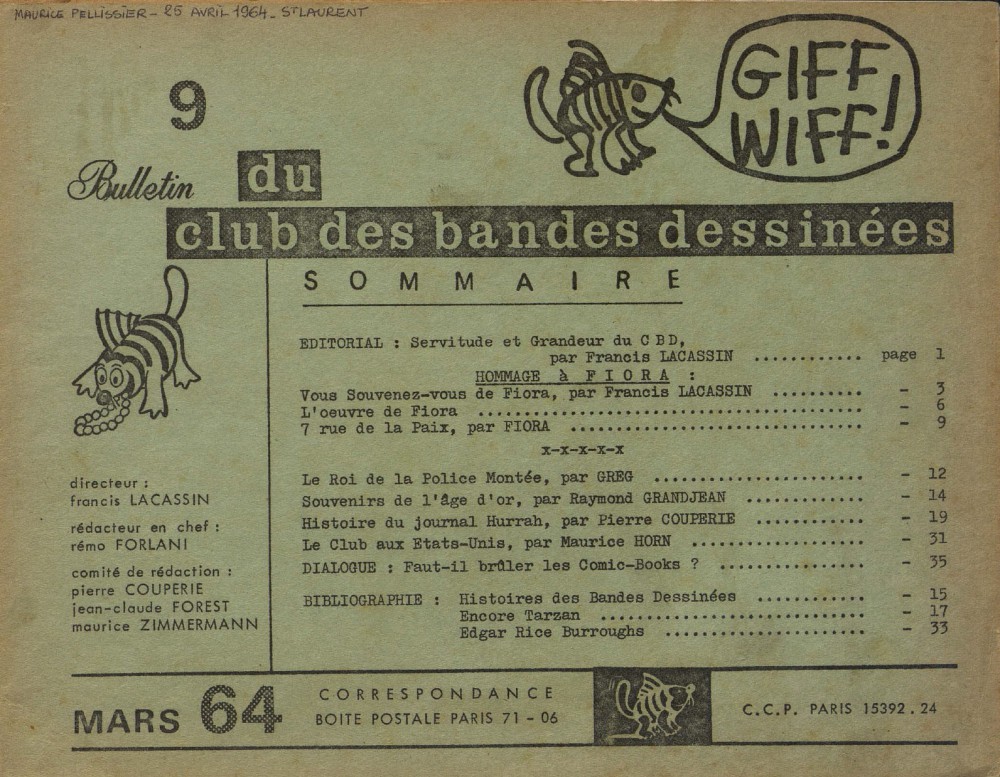 MAURICE PELLISSIER - 25 AVRIL 1964. ST LAURENT
GIFF
WIFF!
9
Bulletin du
club des bandes dessinées
SOMMAIRE
EDITORIAL : Servitude et Grandeur du C B D,
par Francis LACASSIN ............ page 1
HOMMAGE à F I O R A :
Vous Souvenez-vous de Fiora, par Francis LACASSIN .......... - 3
L'oeuvre de Fiora ........................................ - 6
7 rue de la Paix, par FIORA .............................. - 9
x-x-x-x-x
Le Roi de la Police Montée, par GREG ..................... - 12
Souvenirs de l'âge d'or, par Raymond GRANDJEAN ............ - 14
Histoire du journal Hurrah, par Pierre COUPERIE ........... - 19
Le Club aux Etats-Unis, par Maurice HORN ................. - 31
DIALOGUE : Faut-il brûler les Comic-Books ? ............... - 35
BIBLIOGRAPHIE : Histoires des Bandes Dessinées ........... - 15
Encore Tarzan .......................... - 17
Edgar Rice Burroughs .................... - 33
directeur :
francis LACASSIN
rédacteur en chef :
rémo FORLANI
comité de rédaction :
pierre COUPERIE
jean-claude FOREST
maurice ZIMMERMANN
MARS 64
CORRESPONDANCE
BOITE POSTALE PARIS 71 - 06
C.C.P. PARIS 15392.24